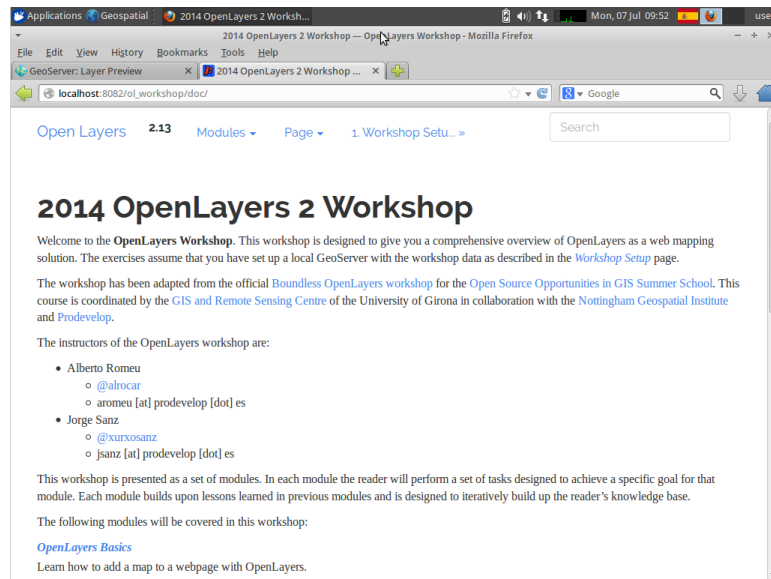 Applications Geospatial 2014 OpenLayers 2 Worksh... Mon, 07 Jul 09:52 use
2014 OpenLayers 2 Workshop — OpenLayers Workshop - Mozilla Firefox
File Edit View History Bookmarks Tools Help
GeoServer: Layer Preview 2014 OpenLayers 2 Workshop ...
localhost:8082/ol_workshop/doc/ Google
Open Layers 2.13 Modules Page 1. Workshop Setu... » Search
2014 OpenLayers 2 Workshop
Welcome to the OpenLayers Workshop. This workshop is designed to give you a comprehensive overview of OpenLayers as a web mapping
solution. The exercises assume that you have set up a local GeoServer with the workshop data as described in the Workshop Setup page.
The workshop has been adapted from the official Boundless OpenLayers workshop for the Open Source Opportunities in GIS Summer School. This
course is coordinated by the GIS and Remote Sensing Centre of the University of Girona in collaboration with the Nottingham Geospatial Institute
and Prodevelop.
The instructors of the OpenLayers workshop are:
• Alberto Romeu
◦ @alrocar
◦ aromeu [at] prodevelop [dot] es
• Jorge Sanz
◦ @xurxosanz
◦ jsanz [at] prodevelop [dot] es
This workshop is presented as a set of modules. In each module the reader will perform a set of tasks designed to achieve a specific goal for that
module. Each module builds upon lessons learned in previous modules and is designed to iteratively build up the reader's knowledge base.
The following modules will be covered in this workshop:
OpenLayers Basics
Learn how to add a map to a webpage with OpenLayers.